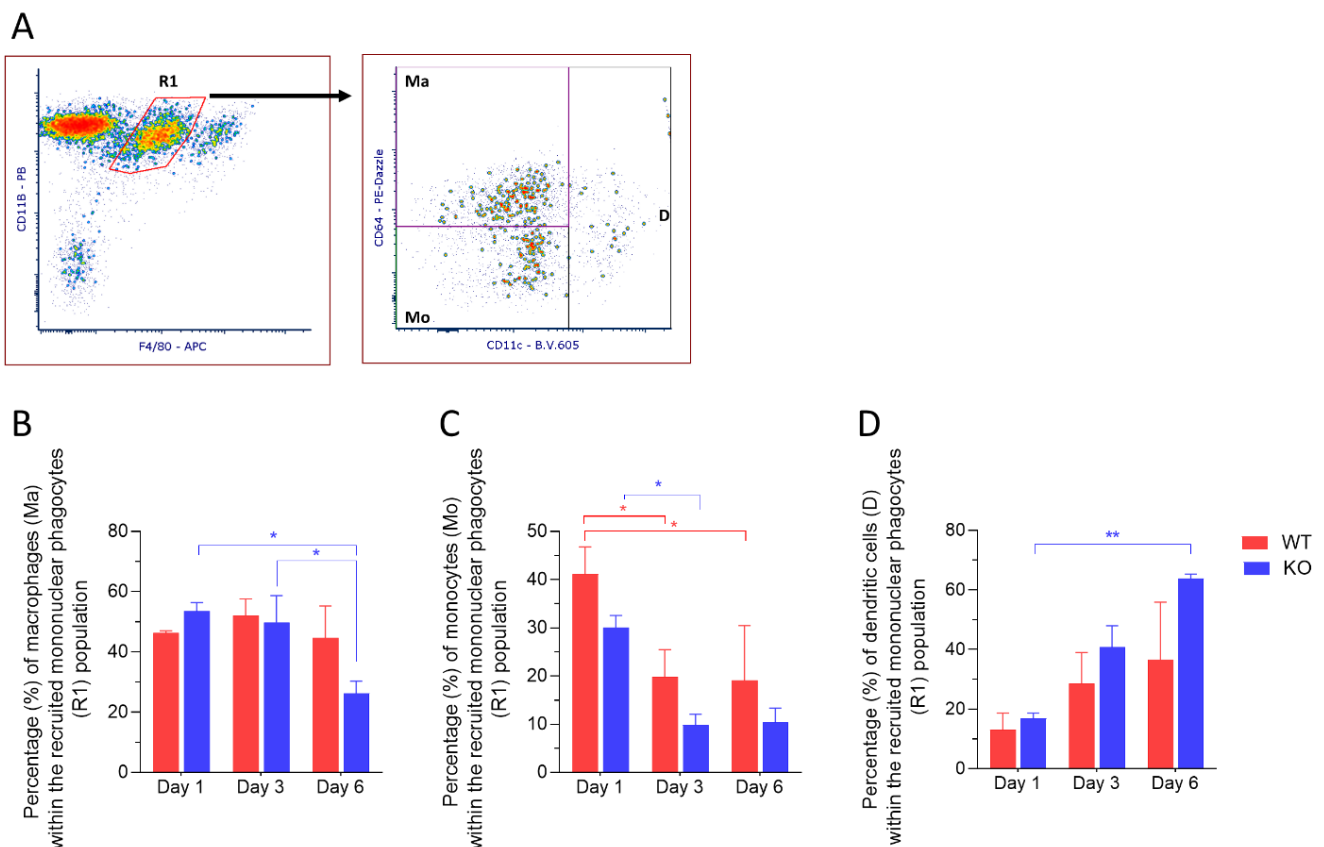 A
R1
CD11B - PB
F4/80 - APC
Ma
D
Mo
CD64 - PE-Dazzle
CD11c - B.V.605
B
Percentage (%) of macrophages (Ma)
within the recruited mononuclear phagocytes
(R1) population
80
60
40
20
0
*
*
Day 1 Day 3 Day 6
C
Percentage (%) of monocytes (Mo)
within the recruited mononuclear phagocytes
(R1) population
50
40
30
20
10
0
*
*
*
Day 1 Day 3 Day 6
D
Percentage (%) of dendritic cells (D)
within the recruited mononuclear phagocytes
(R1) population
80
60
40
20
0
**
Day 1 Day 3 Day 6
WT
KO